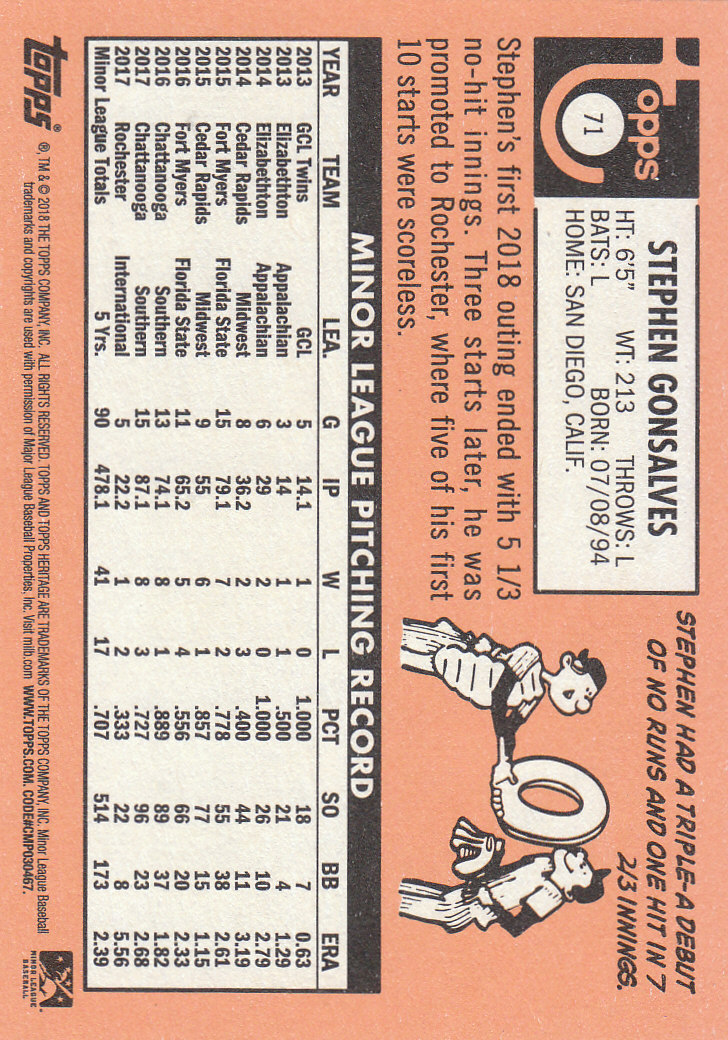 topps
71
STEPHEN GONSALVES
HT: 6'5" WT: 213 THROWS: L
BATS: L BORN: 07/08/94
HOME: SAN DIEGO, CALIF.
Stephen's first 2018 outing ended with 5 1/3
no-hit innings. Three starts later, he was
promoted to Rochester, where five of his first
10 starts were scoreless.
STEPHEN HAD A TRIPLE-A DEBUT
OF NO RUNS AND ONE HIT IN 7
2/3 INNINGS.
0
MINOR LEAGUE PITCHING RECORD
YEAR TEAM LEA. G IP W L PCT SO BB ERA
2013 GCL Twins GCL 5 14.1 1 0 1.000 18 7 0.63
2013 Elizabethton Appalachian 3 14 1 1 .500 21 4 1.29
2014 Elizabethton Appalachian 6 29 2 0 1.000 26 10 2.79
2014 Cedar Rapids Midwest 8 36.2 2 3 .400 44 11 3.19
2015 Fort Myers Florida State 15 79.1 7 2 .778 55 38 2.61
2015 Cedar Rapids Midwest 9 55 6 1 .857 77 15 1.15
2016 Fort Myers Florida State 11 65.2 5 4 .556 66 20 2.33
2016 Chattanooga Southern 13 74.1 8 1 .889 89 37 1.82
2017 Chattanooga Southern 15 87.1 8 3 .727 96 23 2.68
2017 Rochester International 5 22.2 1 2 .333 22 8 5.56
Minor League Totals 5 Yrs. 90 478.1 41 17 .707 514 173 2.39
topps® ®, TM & © 2018 THE TOPPS COMPANY, INC. ALL RIGHTS RESERVED. TOPPS AND TOPPS HERITAGE ARE TRADEMARKS OF THE TOPPS COMPANY, INC. Minor League Baseball
trademarks and copyrights are used with permission of Major League Baseball Properties, Inc. Visit milb.com WWW.TOPPS.COM. CODE#CMP030467.
MINOR LEAGUE
BASEBALL